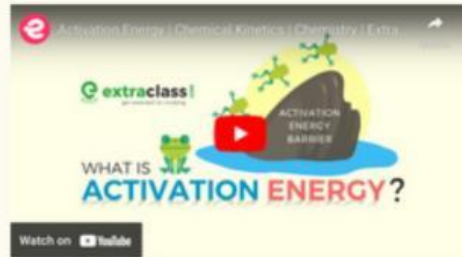 Activation Energy | Chemical Kinetics | Chemistry | Extra...
extraclass!
ACTIVATION
ENERGY
BARRIER
WHAT IS
ACTIVATION ENERGY?
Watch on YouTube